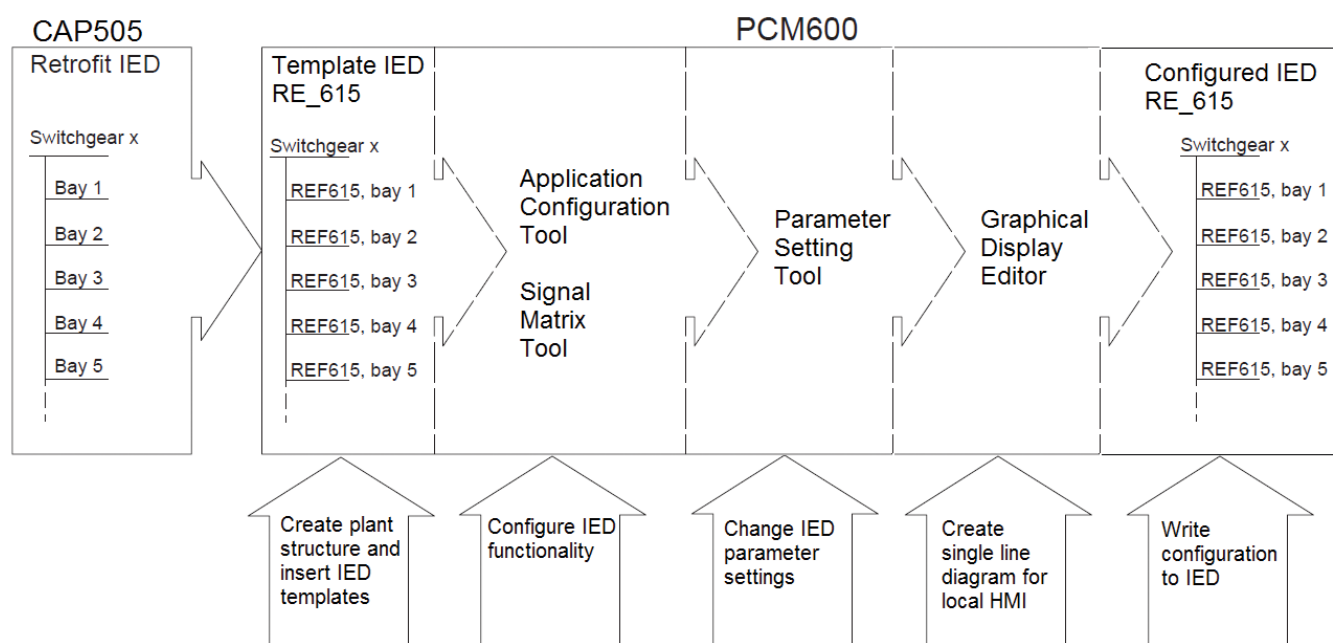 CAP505
PCM600
Retrofit IED
Switchgear x
Bay 1
Bay 2
Bay 3
Bay 4
Bay 5
Template IED
RE_615
Switchgear x
REF615, bay 1
REF615, bay 2
REF615, bay 3
REF615, bay 4
REF615, bay 5
Application
Configuration
Tool
Signal
Matrix
Tool
Parameter
Setting
Tool
Graphical
Display
Editor
Configured IED
RE_615
Switchgear x
REF615, bay 1
REF615, bay 2
REF615, bay 3
REF615, bay 4
REF615, bay 5
Create plant
structure and
insert IED
templates
Configure IED
functionality
Change IED
parameter
settings
Create
single line
diagram for
local HMI
Write
configuration
to IED